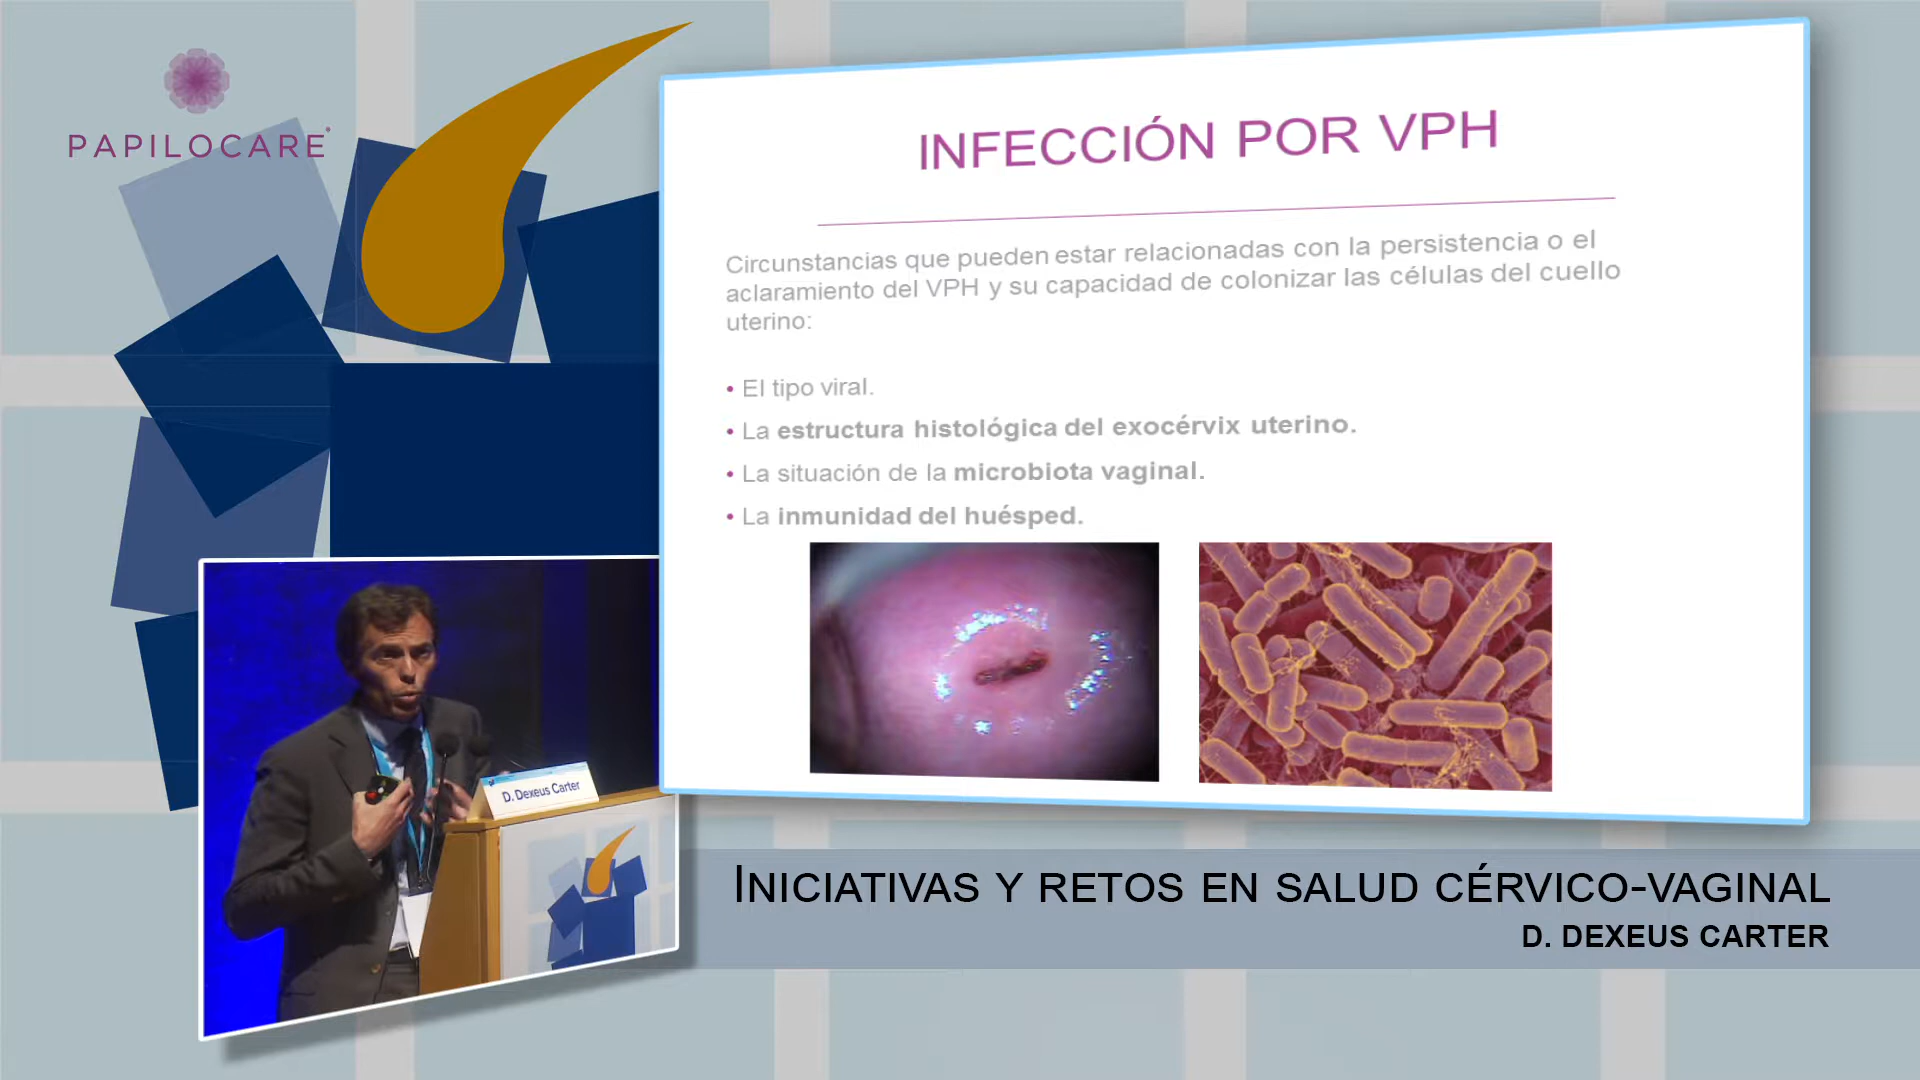 PAPILOCARE®
INFECCIÓN POR VPH
Circunstancias que pueden estar relacionadas con la persistencia o el
aclaramiento del VPH y su capacidad de colonizar las células del cuello
uterino:
• El tipo viral.
• La estructura histológica del exocérvix uterino.
• La situación de la microbiota vaginal.
• La inmunidad del huésped.
D. Dexeus Carter
INICIATIVAS Y RETOS EN SALUD CÉRVICO-VAGINAL
D. DEXEUS CARTER